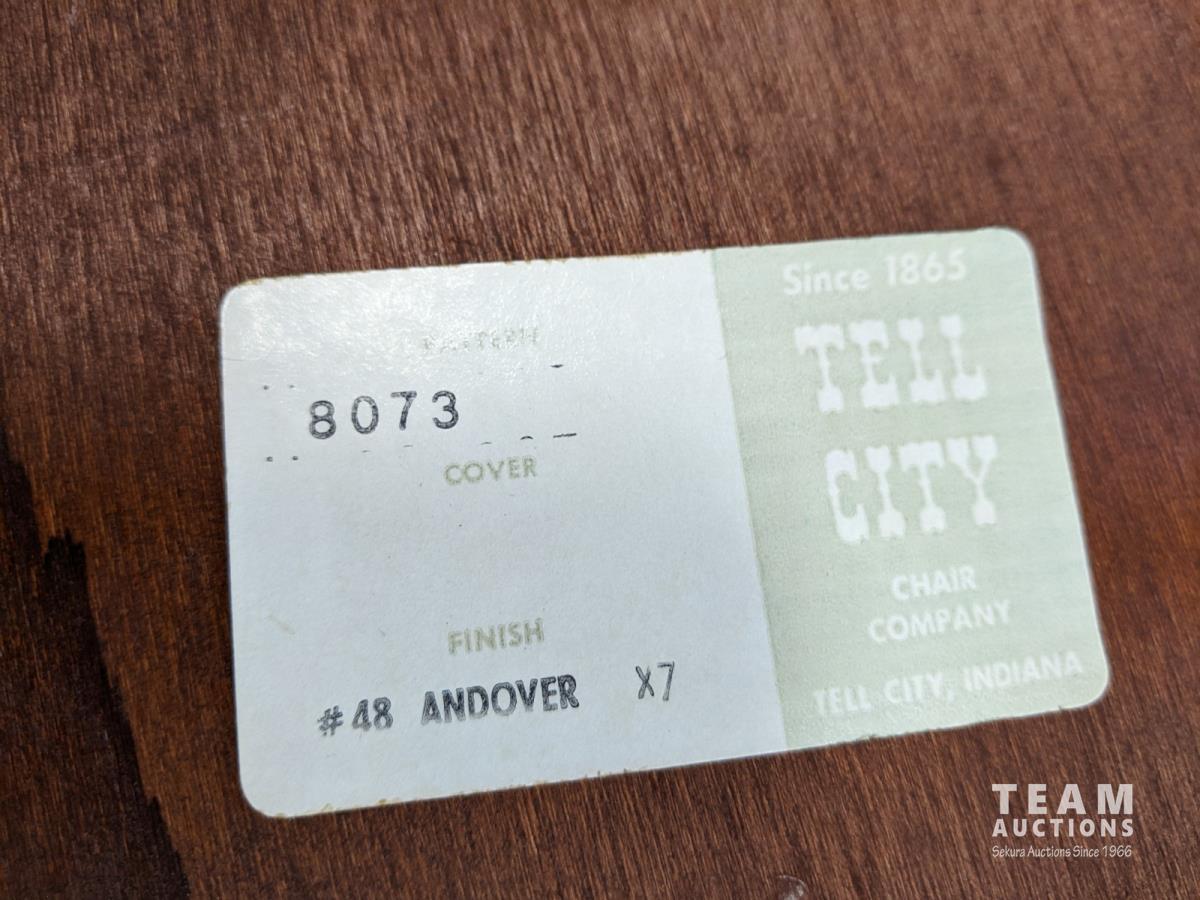 PATTERN
8073
COVER
FINISH
#48 ANDOVER X7
Since 1865
TELL
CITY
CHAIR
COMPANY
TELL CITY, INDIANA
TEAM
AUCTIONS
Sekura Auctions Since 1966